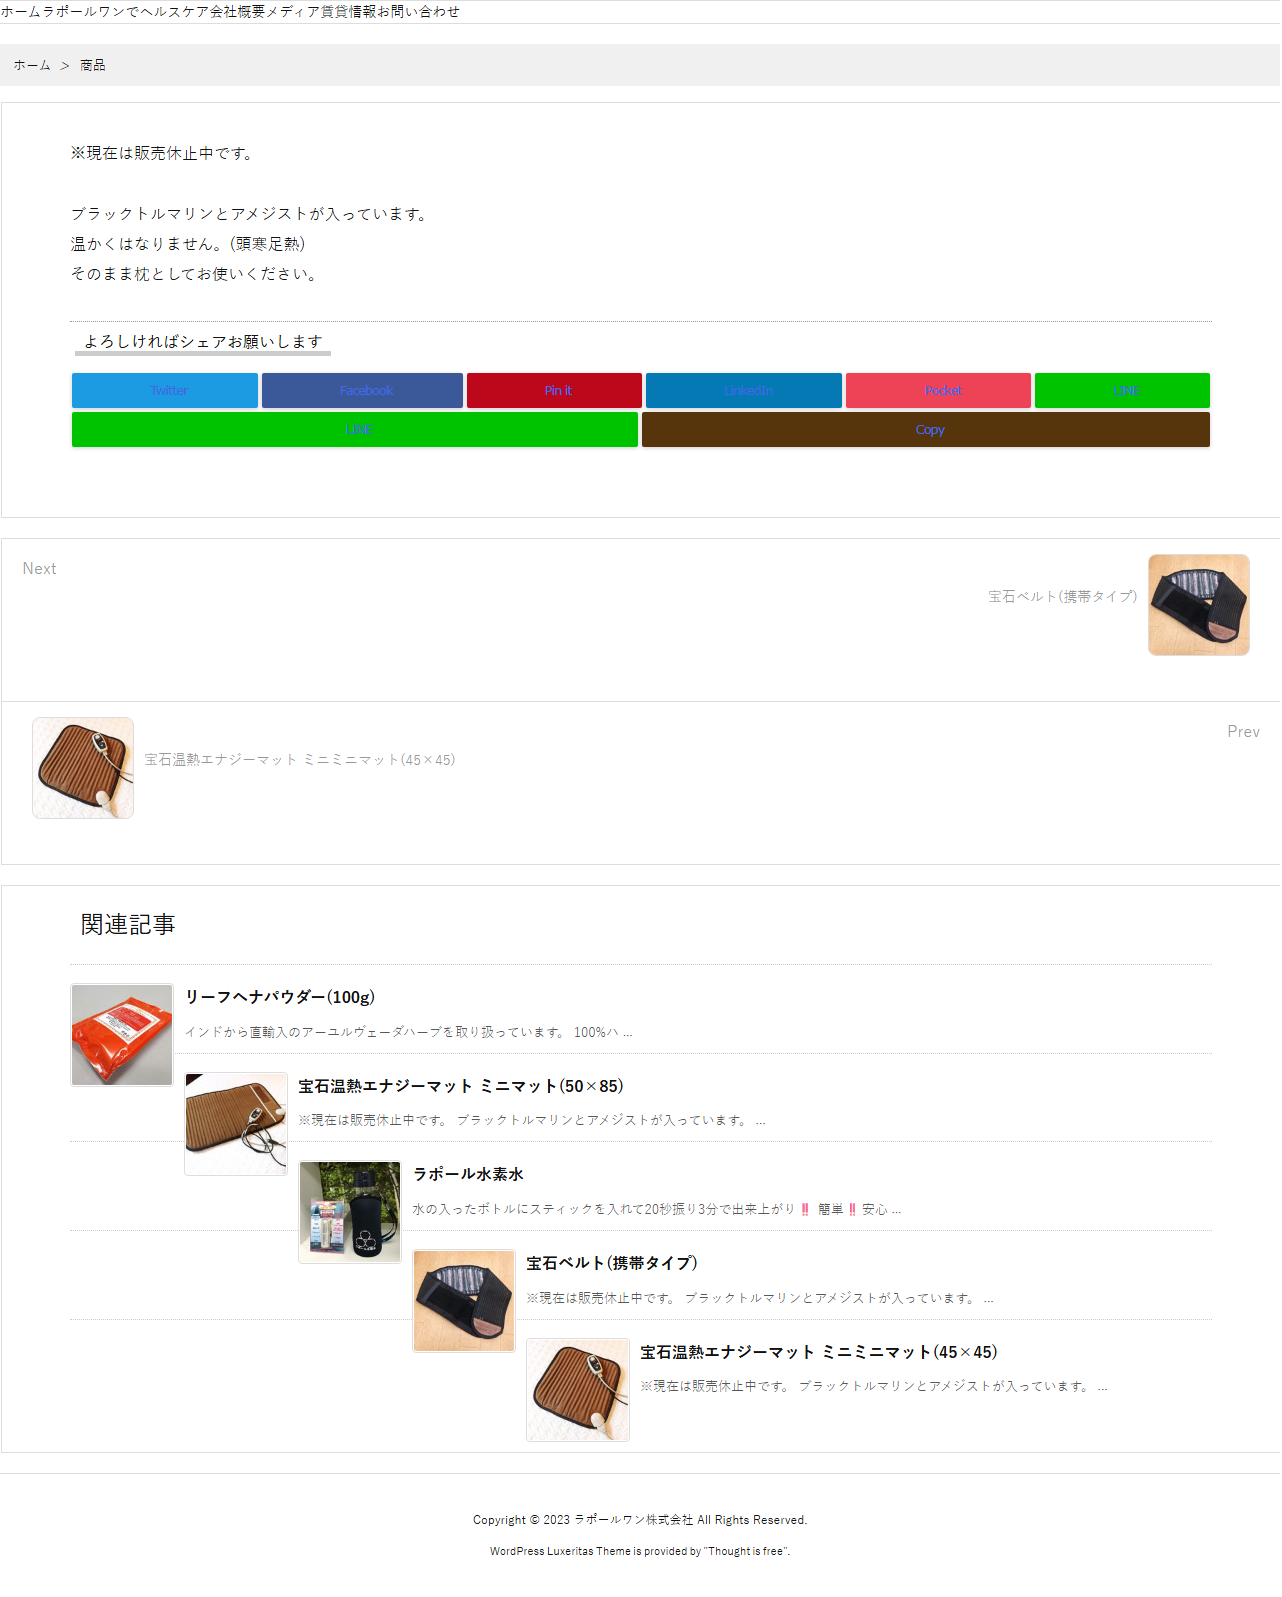 ホームラポールワンでヘルスケア会社概要メディア賃貸情報お問い合わせ
ホーム > 商品
※現在は販売休止中です。
ブラックトルマリンとアメジストが入っています。
温かくはなりません。(頭寒足熱)
そのまま枕としてお使いください。
よろしければシェアお願いします
Twitter Facebook Pin it LinkedIn Pocket LINE
LINE Copy
Next
宝石ベルト(携帯タイプ)
Prev
宝石温熱エナジーマット ミニミニマット(45×45)
関連記事
リーフヘナパウダー(100g)
インドから直輸入のアーユルヴェーダハーブを取り扱っています。 100%ハ ...
宝石温熱エナジーマット ミニマット(50×85)
※現在は販売休止中です。 ブラックトルマリンとアメジストが入っています。 ...
ラポール水素水
水の入ったボトルにスティックを入れて20秒振り3分で出来上がり‼ 簡単‼安心 ...
宝石ベルト(携帯タイプ)
※現在は販売休止中です。 ブラックトルマリンとアメジストが入っています。 ...
宝石温熱エナジーマット ミニミニマット(45×45)
※現在は販売休止中です。 ブラックトルマリンとアメジストが入っています。 ...
Copyright © 2023 ラポールワン株式会社 All Rights Reserved.
WordPress Luxeritas Theme is provided by "Thought is free".